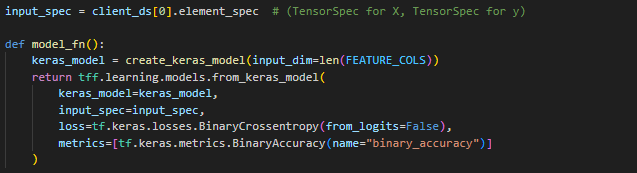 input_spec = client_ds[0].element_spec  # (TensorSpec for X, TensorSpec for y)

def model_fn():
    keras_model = create_keras_model(input_dim=len(FEATURE_COLS))
    return tff.learning.models.from_keras_model(
        keras_model=keras_model,
        input_spec=input_spec,
        loss=tf.keras.losses.BinaryCrossentropy(from_logits=False),
        metrics=[tf.keras.metrics.BinaryAccuracy(name="binary_accuracy")]
    )